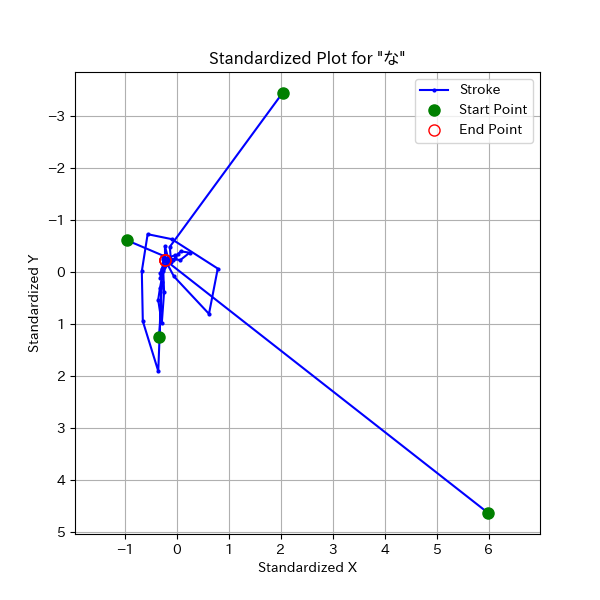 Standardized Plot for "な"
Stroke
Start Point
End Point
−3
−2
−1
0
1
2
3
4
5
Standardized Y
−1 0 1 2 3 4 5 6
Standardized X